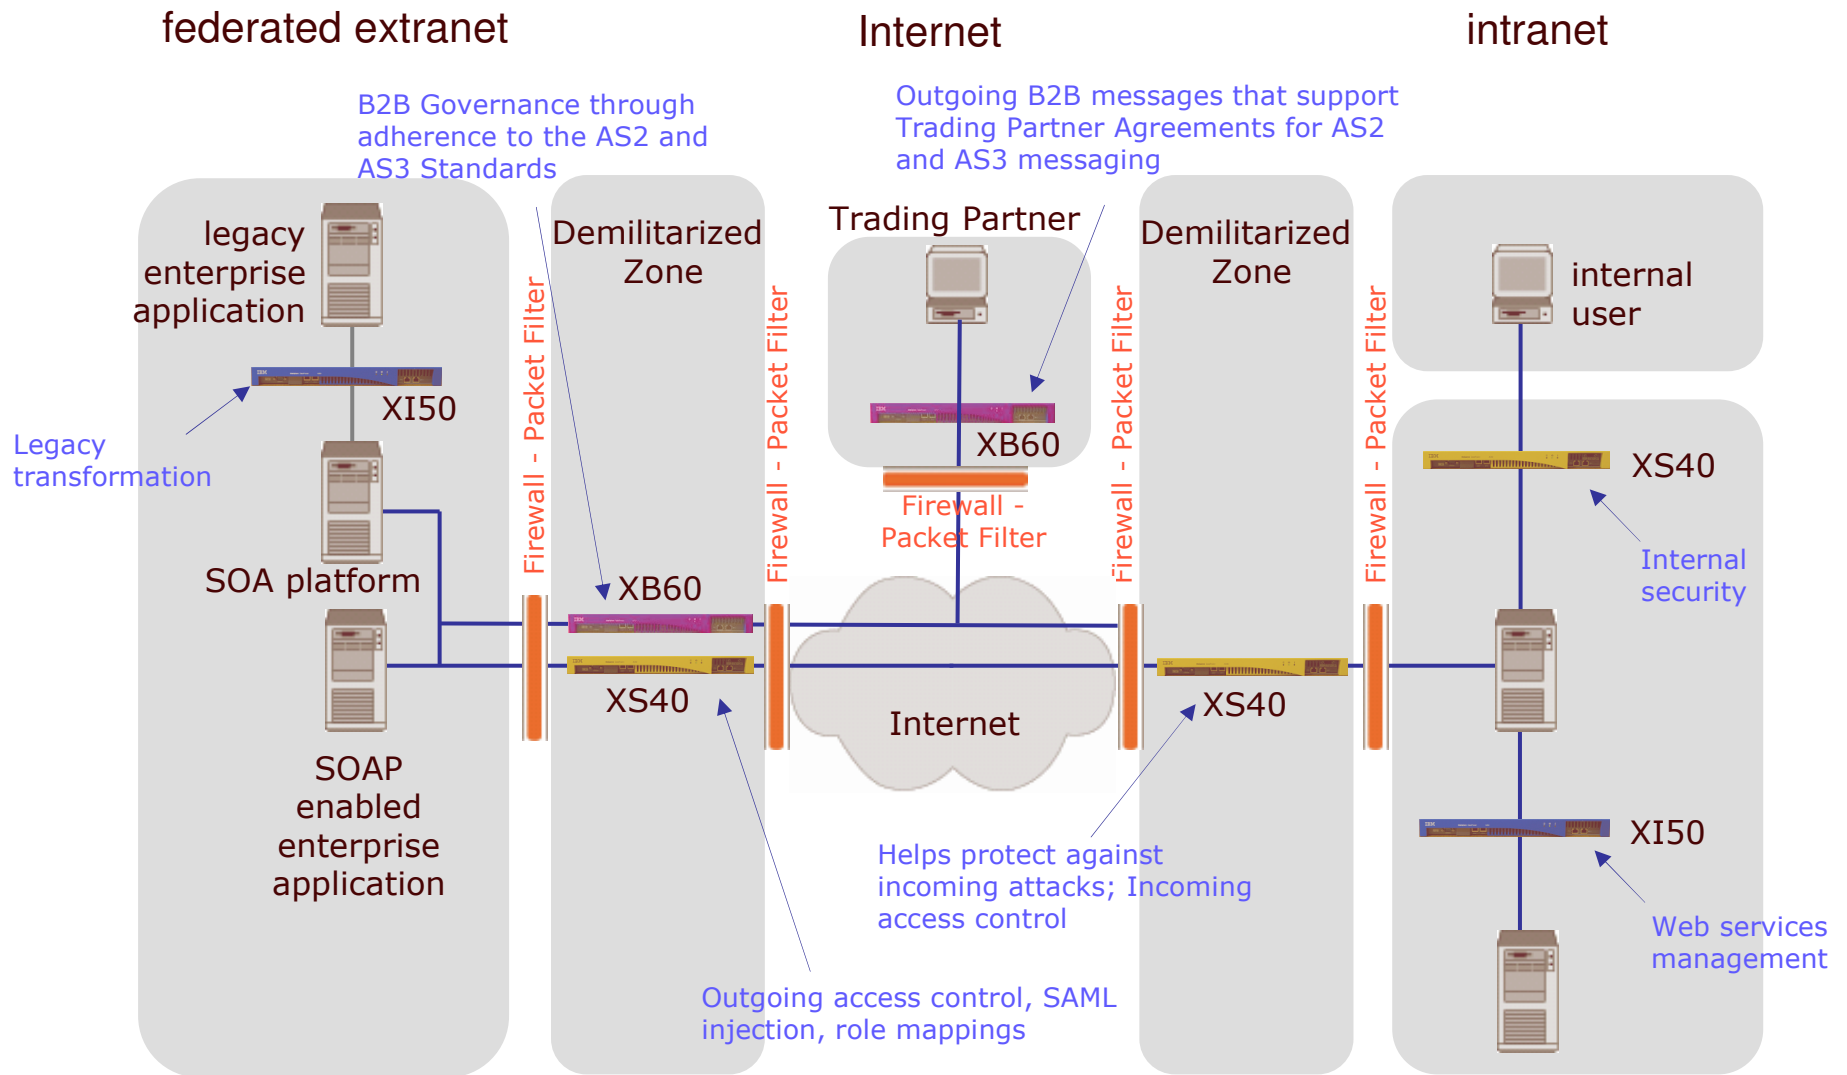 federated extranet
Internet
intranet
B2B Governance through
adherence to the AS2 and
AS3 Standards
Outgoing B2B messages that support
Trading Partner Agreements for AS2
and AS3 messaging
legacy
enterprise
application
XI50
Legacy
transformation
SOA platform
SOAP
enabled
enterprise
application
Firewall - Packet Filter
Demilitarized
Zone
XB60
XS40
Firewall - Packet Filter
Trading Partner
XB60
Firewall -
Packet Filter
Internet
Helps protect against
incoming attacks; Incoming
access control
Outgoing access control, SAML
injection, role mappings
Firewall - Packet Filter
Demilitarized
Zone
XS40
Firewall - Packet Filter
internal
user
XS40
Internal
security
XI50
Web services
management